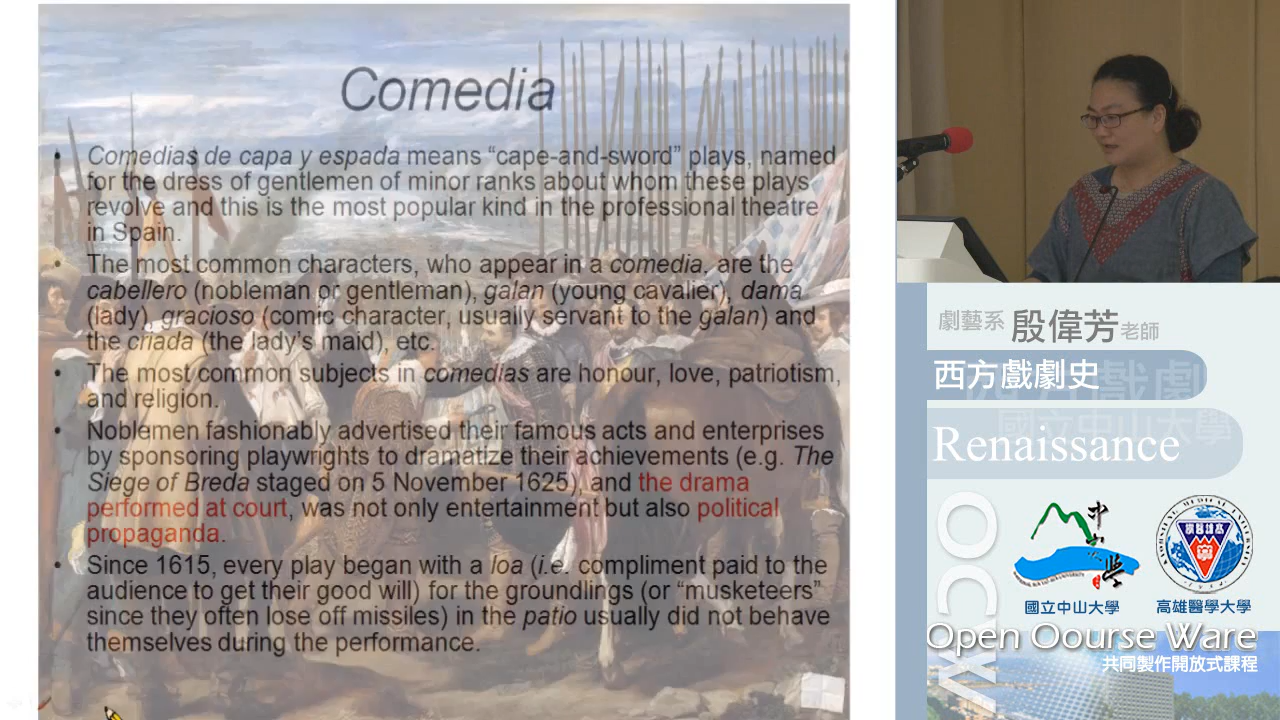 Comedia
• Comedias de capa y espada means “cape-and-sword” plays, named
for the dress of gentlemen of minor ranks about whom these plays
revolve and this is the most popular kind in the professional theatre
in Spain.
• The most common characters, who appear in a comedia, are the
cabellero (nobleman or gentleman), galan (young cavalier), dama
(lady), gracioso (comic character, usually servant to the galan) and
the criada (the lady’s maid), etc.
• The most common subjects in comedias are honour, love, patriotism,
and religion.
• Noblemen fashionably advertised their famous acts and enterprises
by sponsoring playwrights to dramatize their achievements (e.g. The
Siege of Breda staged on 5 November 1625), and the drama
performed at court, was not only entertainment but also political
propaganda.
• Since 1615, every play began with a loa (i.e. compliment paid to the
audience to get their good will) for the groundlings (or “musketeers”
since they often lose off missiles) in the patio usually did not behave
themselves during the performance.
劇藝系 殷偉芳老師
西方戲劇史
國立中山大學
Renaissance
OCW
中山大學
國立中山大學
高雄醫學大學
Open Oourse Ware
共同製作開放式課程